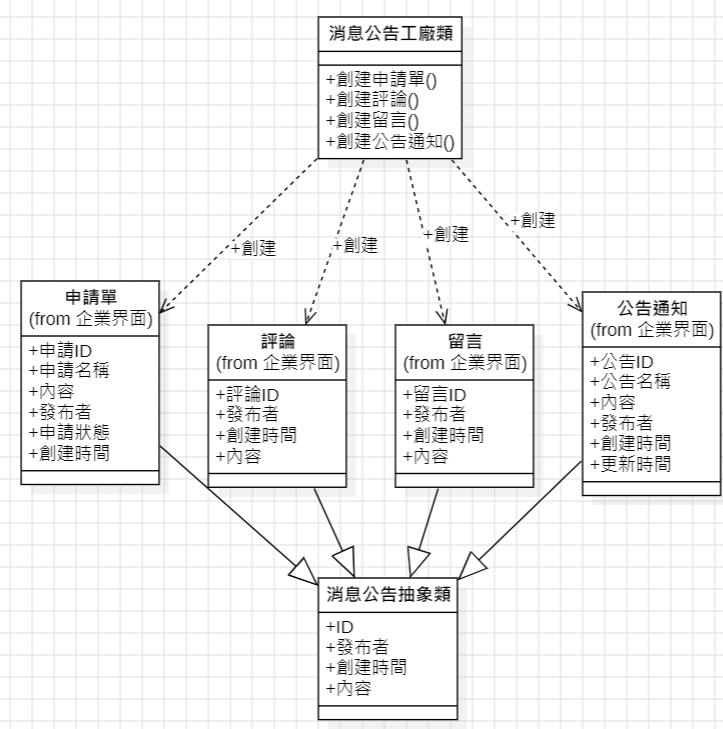 消息公告工廠類
+創建申請單()
+創建評論()
+創建留言()
+創建公告通知()
+創建
+創建
+創建
+創建
申請單
(from 企業界面)
+申請ID
+申請名稱
+內容
+發布者
+申請狀態
+創建時間
評論
(from 企業界面)
+評論ID
+發布者
+創建時間
+內容
留言
(from 企業界面)
+留言ID
+發布者
+創建時間
+內容
公告通知
(from 企業界面)
+公告ID
+公告名稱
+內容
+發布者
+創建時間
+更新時間
消息公告抽象類
+ID
+發布者
+創建時間
+內容